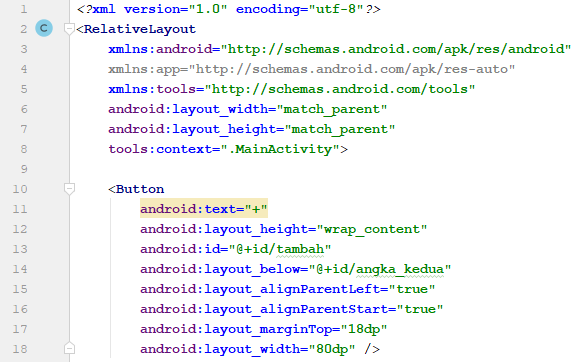 1 <?xml version="1.0" encoding="utf-8"?>
2 C <RelativeLayout
3 xmlns:android="http://schemas.android.com/apk/res/android"
4 xmlns:app="http://schemas.android.com/apk/res-auto"
5 xmlns:tools="http://schemas.android.com/tools"
6 android:layout_width="match_parent"
7 android:layout_height="match_parent"
8 tools:context=".MainActivity">
9
10 <Button
11 android:text="+"
12 android:layout_height="wrap_content"
13 android:id="@+id/tambah"
14 android:layout_below="@+id/angka_kedua"
15 android:layout_alignParentLeft="true"
16 android:layout_alignParentStart="true"
17 android:layout_marginTop="18dp"
18 android:layout_width="80dp" />